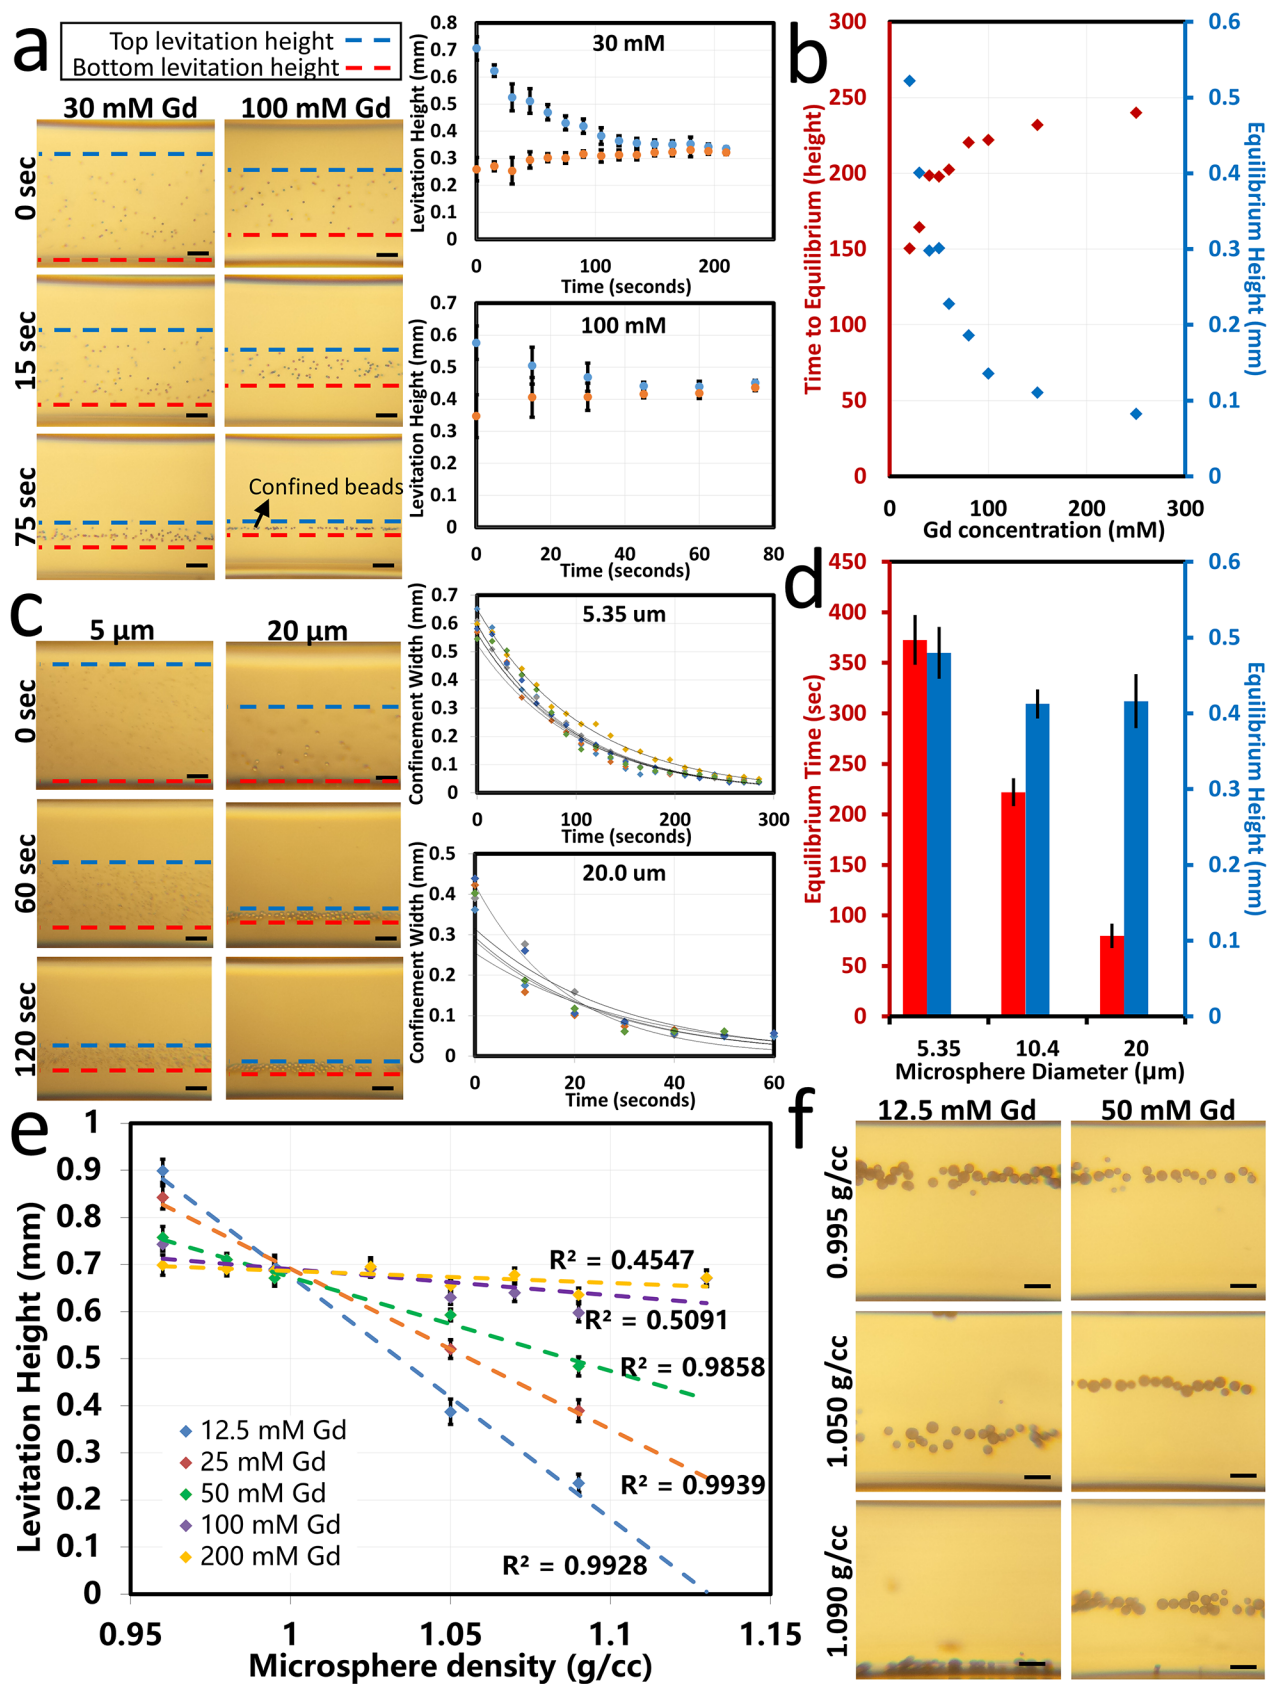 a
Top levitation height
Bottom levitation height
30 mM Gd
100 mM Gd
0 sec
15 sec
75 sec
Confined beads
Levitation Height (mm)
0.8
0.7
0.6
0.5
0.4
0.3
0.2
0.1
0
30 mM
0
100
200
Time (seconds)
Levitation Height (mm)
0.7
0.6
0.5
0.4
0.3
0.2
0.1
0
100 mM
0
20
40
60
80
Time (seconds)
b
Time to Equilibrium (height)
300
250
200
150
100
50
0
0.6
0.5
0.4
0.3
0.2
0.1
0
Equilibrium Height (mm)
0
100
200
300
Gd concentration (mM)
c
5 µm
20 µm
0 sec
60 sec
120 sec
Confinement Width (mm)
0.7
0.6
0.5
0.4
0.3
0.2
0.1
0
5.35 um
0
100
200
300
Time (seconds)
Confinement Width (mm)
0.5
0.4
0.3
0.2
0.1
0
20.0 um
0
20
40
60
Time (seconds)
d
Equilibrium Time (sec)
450
400
350
300
250
200
150
100
50
0
0.6
0.5
0.4
0.3
0.2
0.1
0
Equilibrium Height (mm)
5.35
10.4
20
Microsphere Diameter (µm)
e
Levitation Height (mm)
1
0.9
0.8
0.7
0.6
0.5
0.4
0.3
0.2
0.1
0
R² = 0.4547
R² = 0.5091
R² = 0.9858
R² = 0.9939
R² = 0.9928
12.5 mM Gd
25 mM Gd
50 mM Gd
100 mM Gd
200 mM Gd
0.95
1
1.05
1.1
1.15
Microsphere density (g/cc)
f
12.5 mM Gd
50 mM Gd
0.995 g/cc
1.050 g/cc
1.090 g/cc